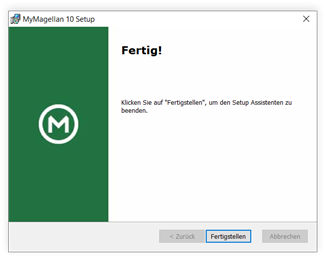 MyMagellan 10 Setup
Fertig!
Klicken Sie auf "Fertigstellen", um den Setup Assistenten zu
beenden.
M
< Zurück Fertigstellen Abbrechen